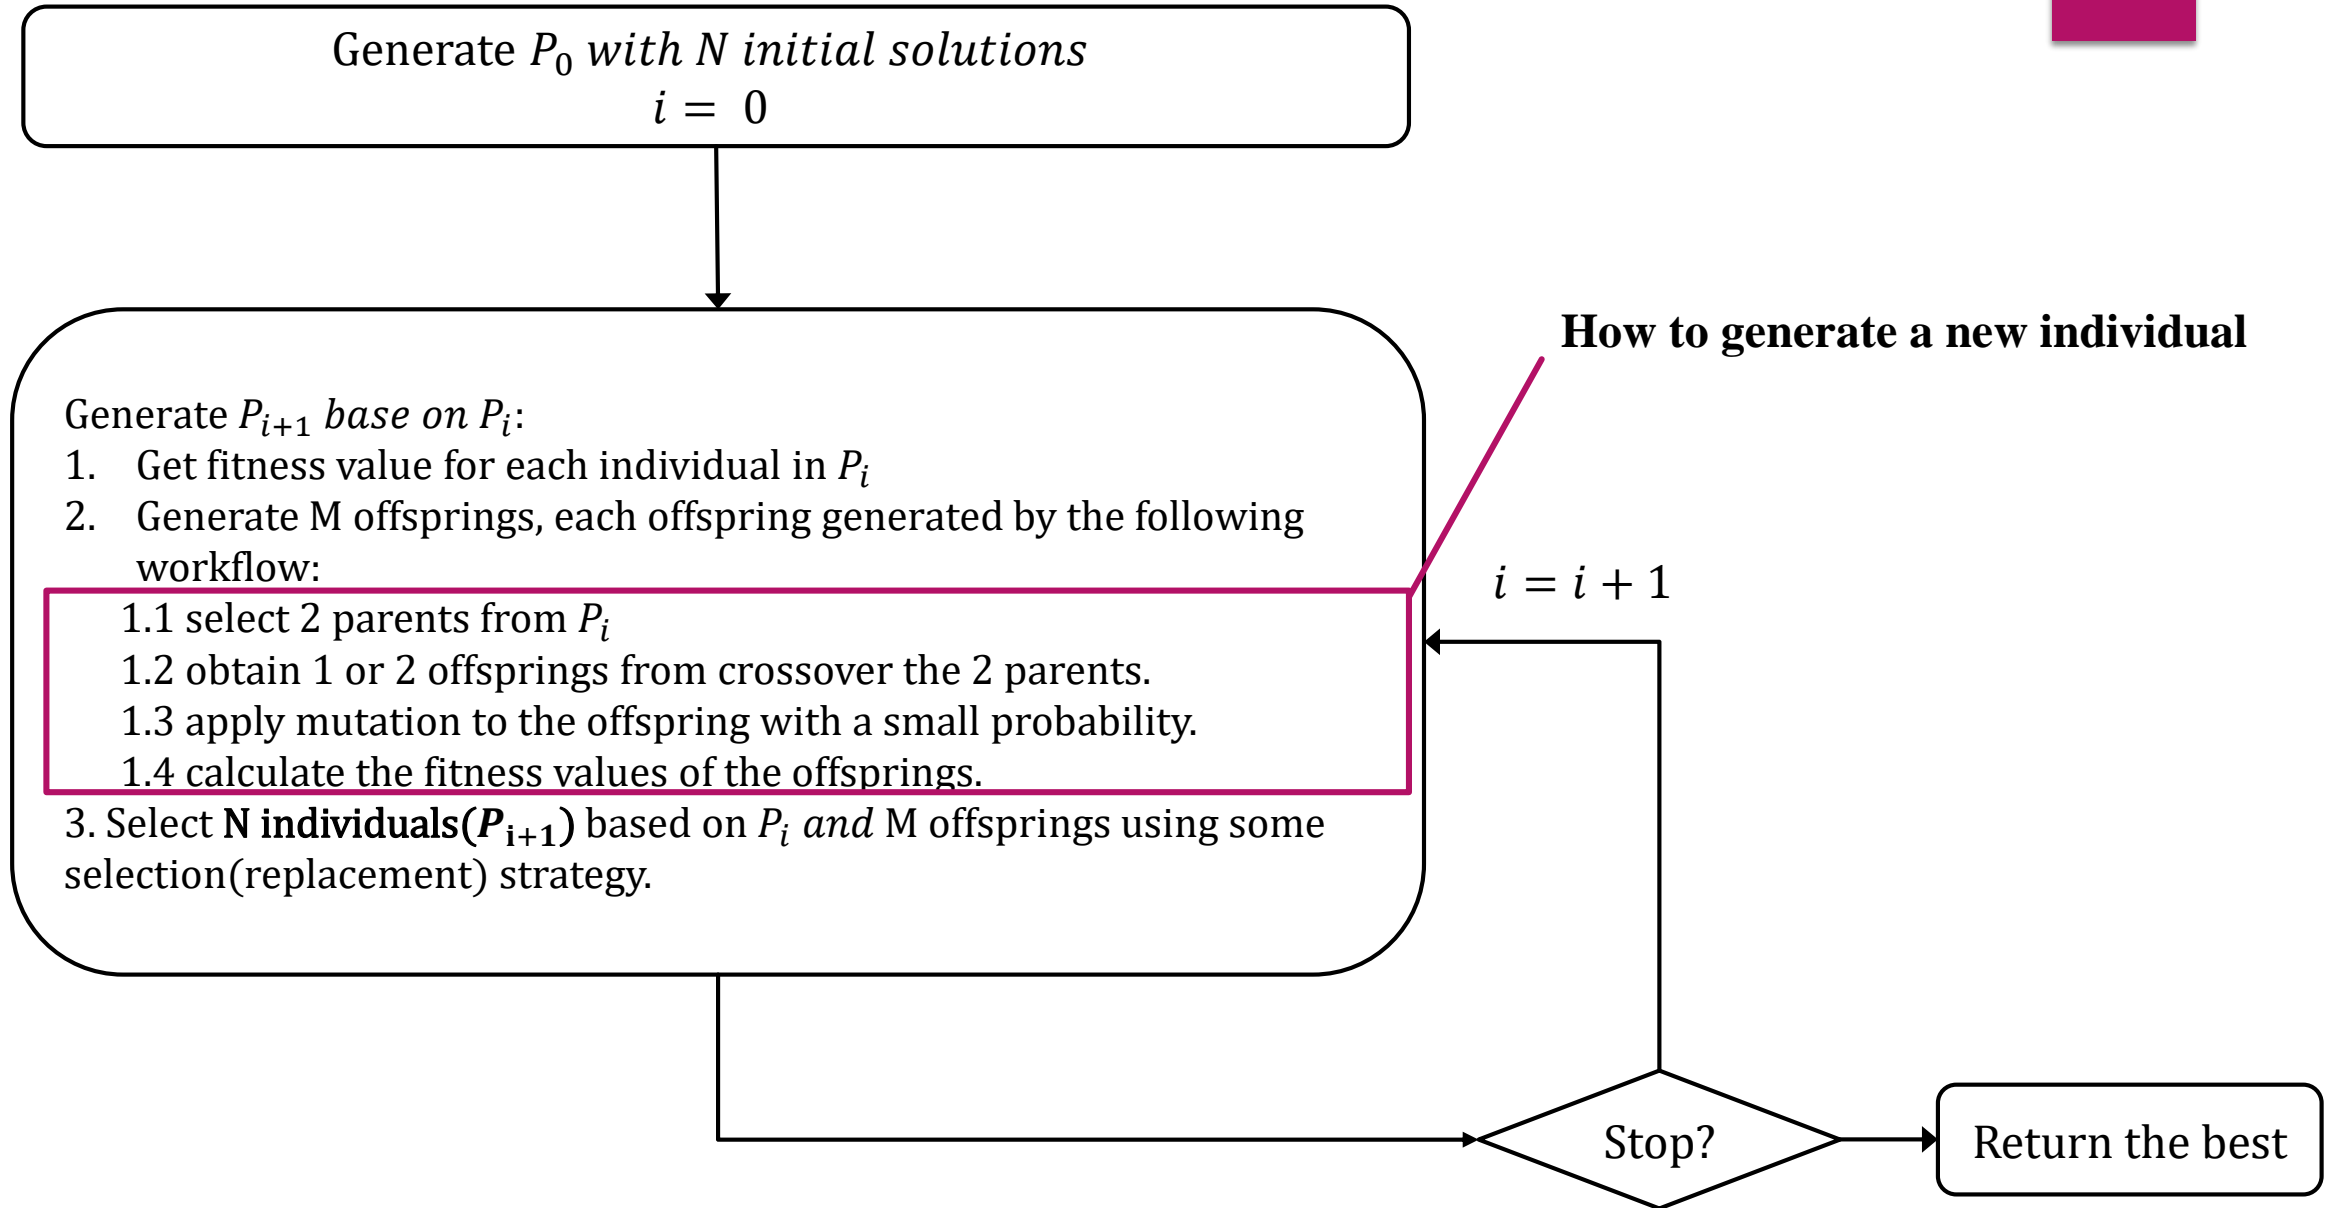 Generate P₀ with N initial solutions
i = 0
How to generate a new individual
Generate Pᵢ₊₁ base on Pᵢ:
1. Get fitness value for each individual in Pᵢ
2. Generate M offsprings, each offspring generated by the following
workflow:
1.1 select 2 parents from Pᵢ
1.2 obtain 1 or 2 offsprings from crossover the 2 parents.
1.3 apply mutation to the offspring with a small probability.
1.4 calculate the fitness values of the offsprings.
3. Select N individuals(Pᵢ₊₁) based on Pᵢ and M offsprings using some
selection(replacement) strategy.
i = i + 1
Stop?
Return the best